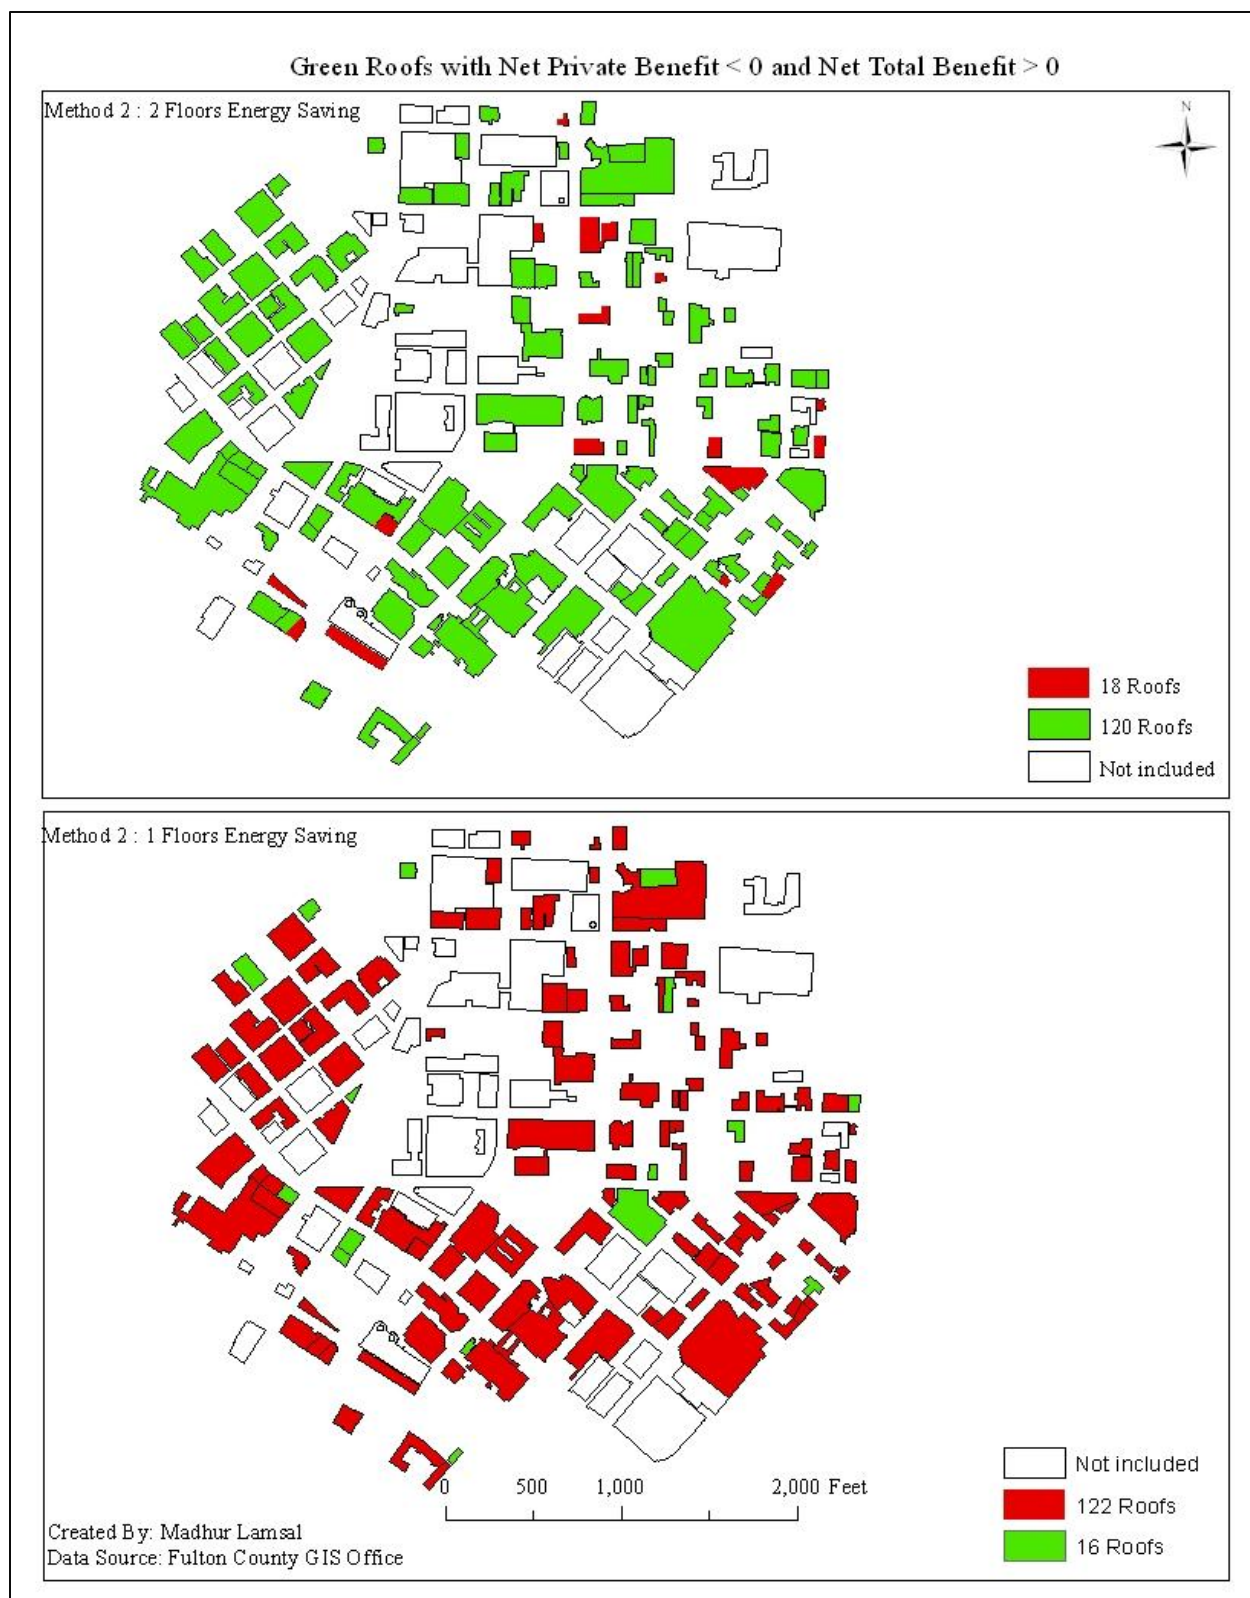 Green Roofs with Net Private Benefit < 0 and Net Total Benefit > 0
Method 2 : 2 Floors Energy Saving
N
18 Roofs
120 Roofs
Not included
Method 2 : 1 Floors Energy Saving
0 500 1,000 2,000 Feet
Not included
122 Roofs
16 Roofs
Created By: Madhur Lamsal
Data Source: Fulton County GIS Office